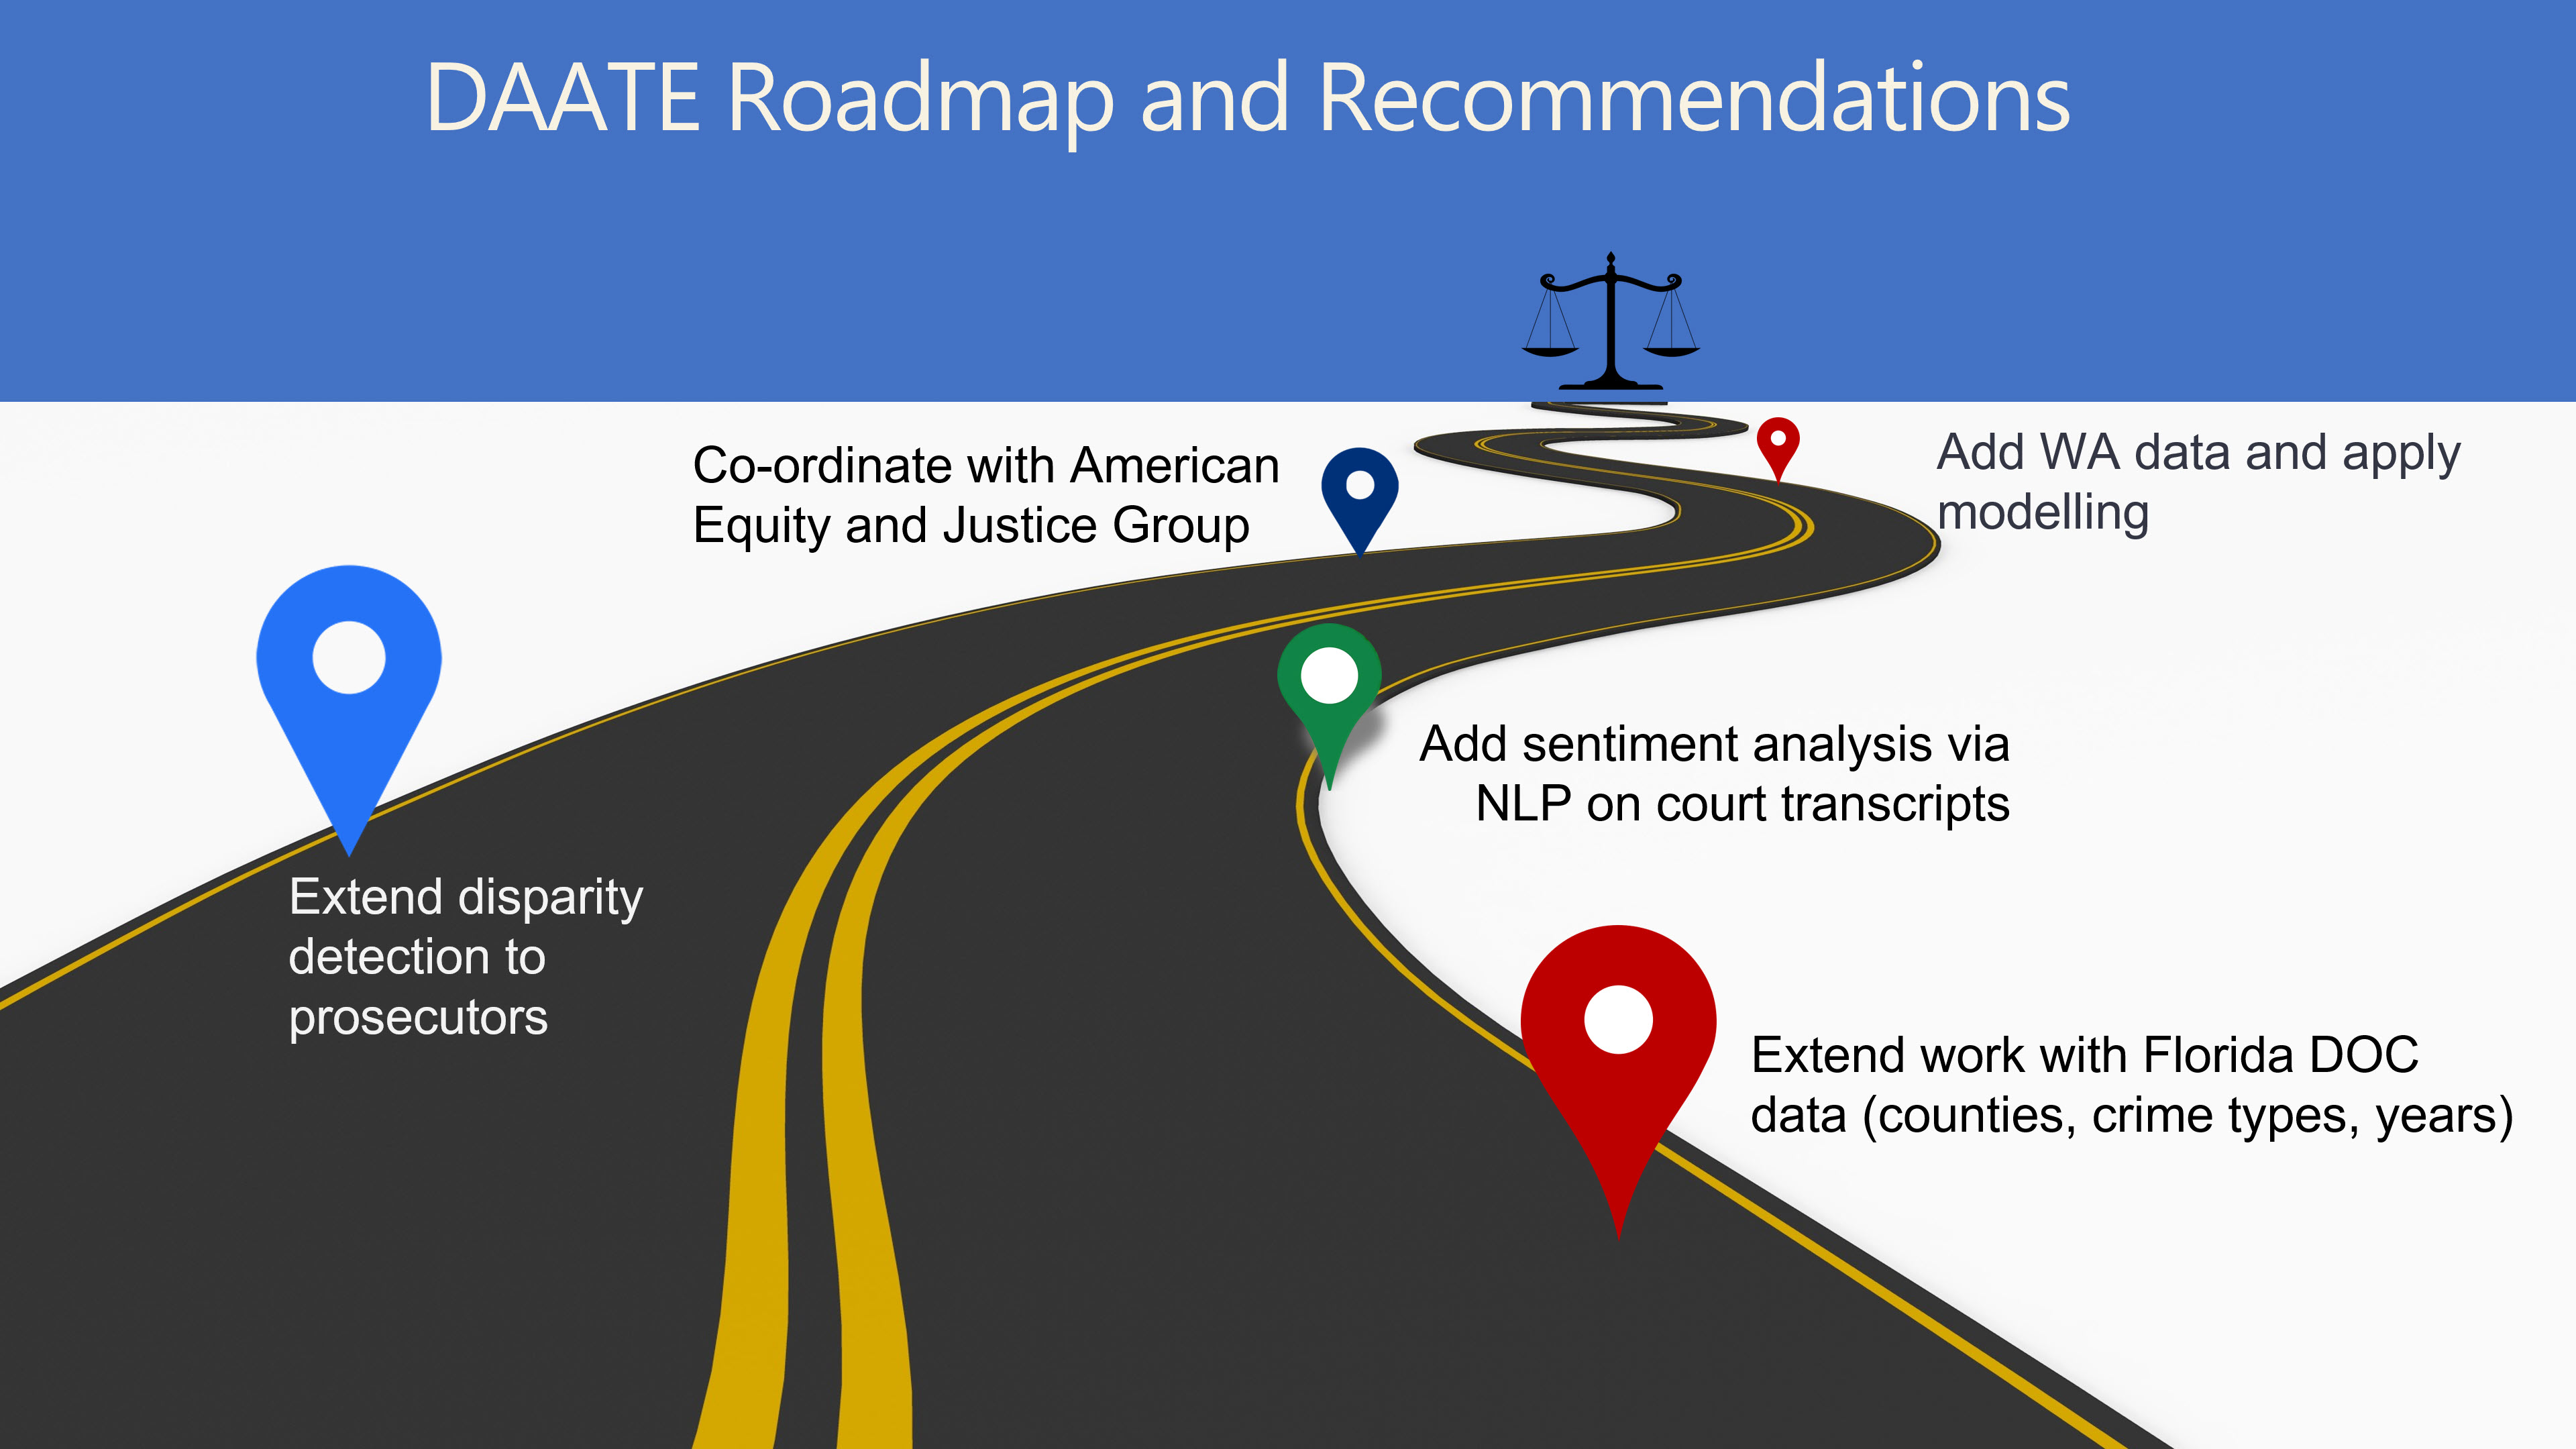 DAATE Roadmap and Recommendations
Co-ordinate with American
Equity and Justice Group
Add WA data and apply
modelling
Add sentiment analysis via
NLP on court transcripts
Extend disparity
detection to
prosecutors
Extend work with Florida DOC
data (counties, crime types, years)